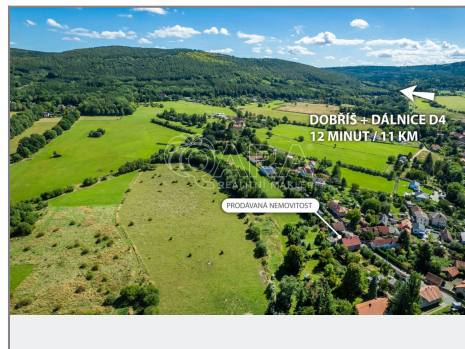 DOBŘÍŠ + DÁLNICE D4
12 MINUT / 11 KM
PRODÁVANÁ NEMOVITOST